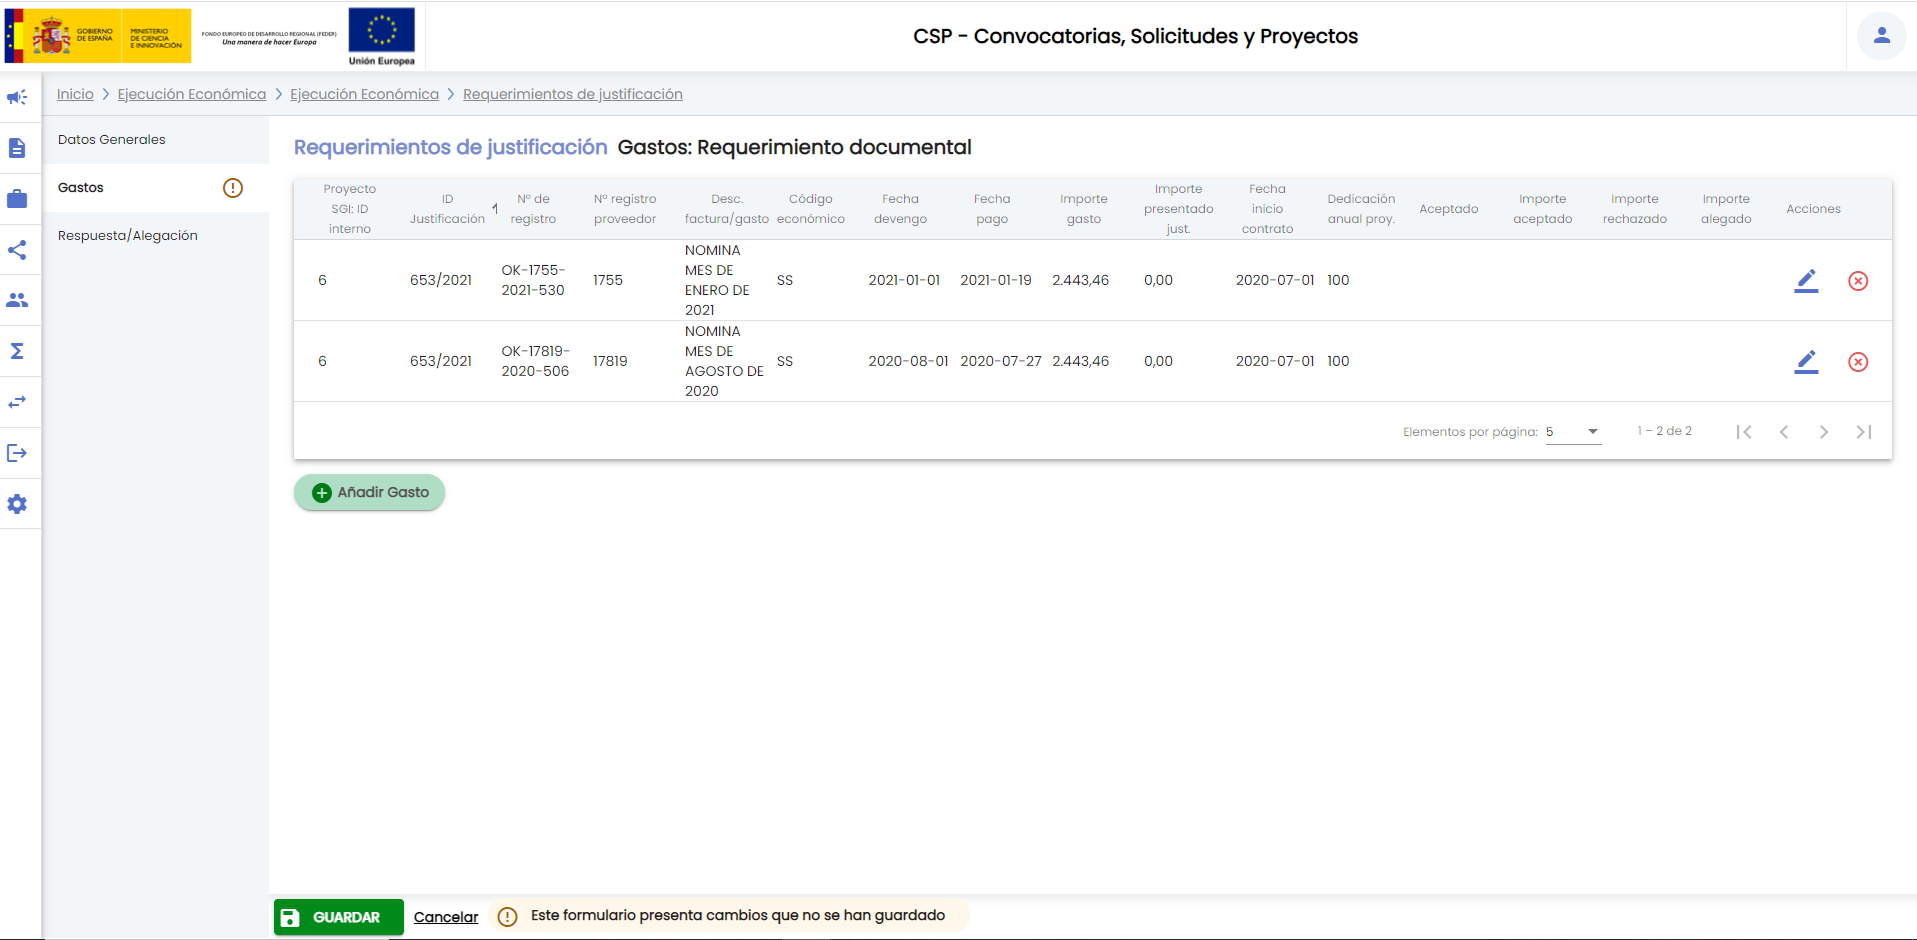 GOBIERNO
DE ESPAÑA
MINISTERIO
DE CIENCIA
E INNOVACIÓN
FONDO EUROPEO DE DESARROLLO REGIONAL (FEDER)
Una manera de hacer Europa
Unión Europea
CSP - Convocatorias, Solicitudes y Proyectos
Inicio > Ejecución Económica > Ejecución Económica > Requerimientos de justificación
Datos Generales
Gastos
Respuesta/Alegación
Requerimientos de justificación Gastos: Requerimiento documental
Proyecto SGI: ID interno
ID Justificación
Nº de registro
Nº registro proveedor
Desc. factura/gasto
Código económico
Fecha devengo
Fecha pago
Importe gasto
Importe presentado just.
Fecha inicio contrato
Dedicación anual proy.
Aceptado
Importe aceptado
Importe rechazado
Importe alegado
Acciones
6 653/2021 OK-1755-2021-530 1755 NOMINA MES DE ENERO DE 2021 SS 2021-01-01 2021-01-19 2.443,46 0,00 2020-07-01 100
6 653/2021 OK-17819-2020-506 17819 NOMINA MES DE AGOSTO DE 2020 SS 2020-08-01 2020-07-27 2.443,46 0,00 2020-07-01 100
Elementos por página: 5 1 – 2 de 2
Añadir Gasto
GUARDAR Cancelar Este formulario presenta cambios que no se han guardado